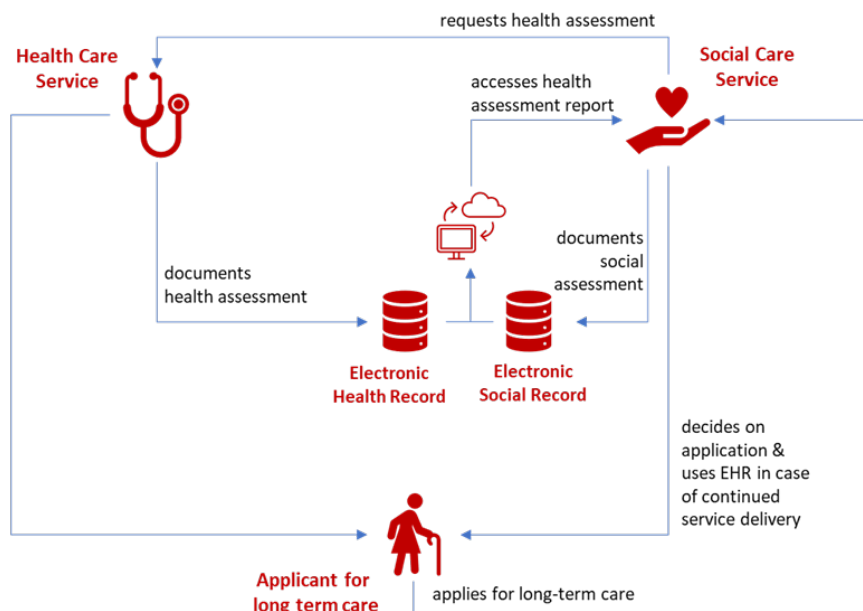 requests health assessment
Health Care
Service
Social Care
Service
accesses health
assessment report
documents
social
assessment
documents
health assessment
Electronic
Health Record
Electronic
Social Record
decides on
application &
uses EHR in case
of continued
service delivery
Applicant for
long term care
applies for long-term care